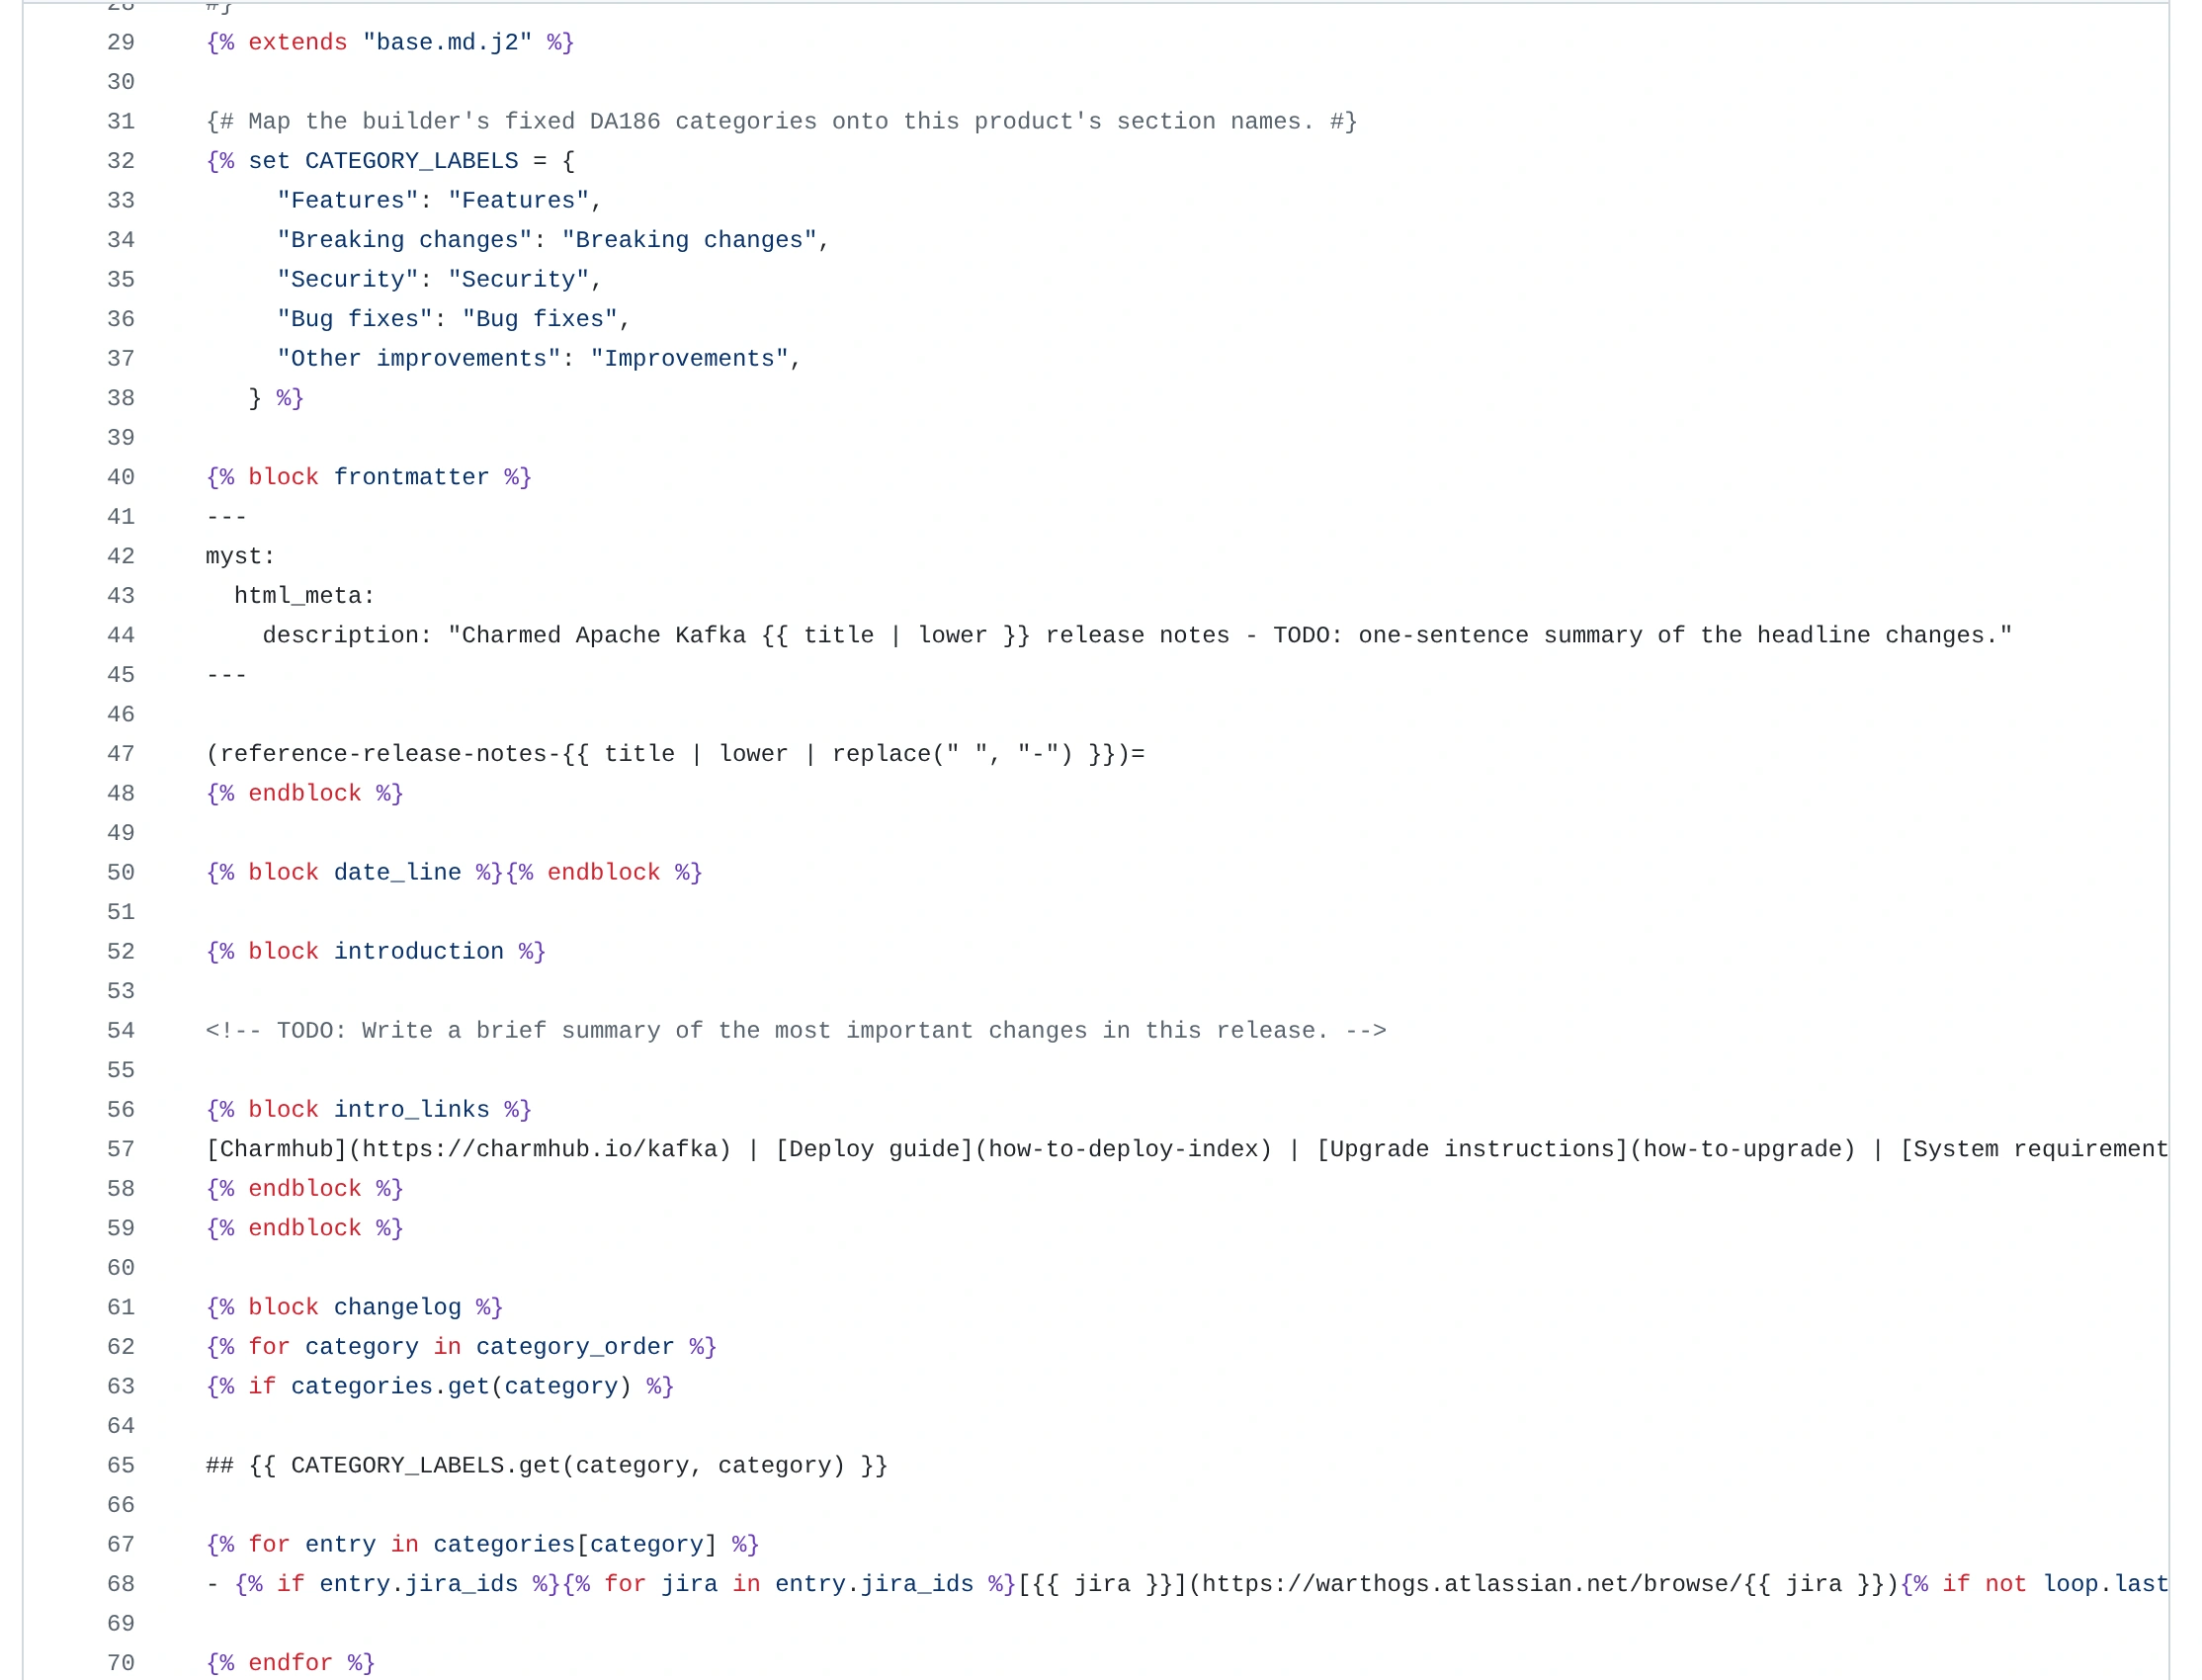 28 #}
29 {% extends "base.md.j2" %}
30
31 {# Map the builder's fixed DA186 categories onto this product's section names. #}
32 {% set CATEGORY_LABELS = {
33      "Features": "Features",
34      "Breaking changes": "Breaking changes",
35      "Security": "Security",
36      "Bug fixes": "Bug fixes",
37      "Other improvements": "Improvements",
38    } %}
39
40 {% block frontmatter %}
41 ---
42 myst:
43   html_meta:
44     description: "Charmed Apache Kafka {{ title | lower }} release notes - TODO: one-sentence summary of the headline changes."
45 ---
46
47 (reference-release-notes-{{ title | lower | replace(" ", "-") }})=
48 {% endblock %}
49
50 {% block date_line %}{% endblock %}
51
52 {% block introduction %}
53
54 <!-- TODO: Write a brief summary of the most important changes in this release. -->
55
56 {% block intro_links %}
57 [Charmhub](https://charmhub.io/kafka) | [Deploy guide](how-to-deploy-index) | [Upgrade instructions](how-to-upgrade) | [System requirement
58 {% endblock %}
59 {% endblock %}
60
61 {% block changelog %}
62 {% for category in category_order %}
63 {% if categories.get(category) %}
64
65 ## {{ CATEGORY_LABELS.get(category, category) }}
66
67 {% for entry in categories[category] %}
68 - {% if entry.jira_ids %}{% for jira in entry.jira_ids %}[{{ jira }}](https://warthogs.atlassian.net/browse/{{ jira }}){% if not loop.last
69
70 {% endfor %}